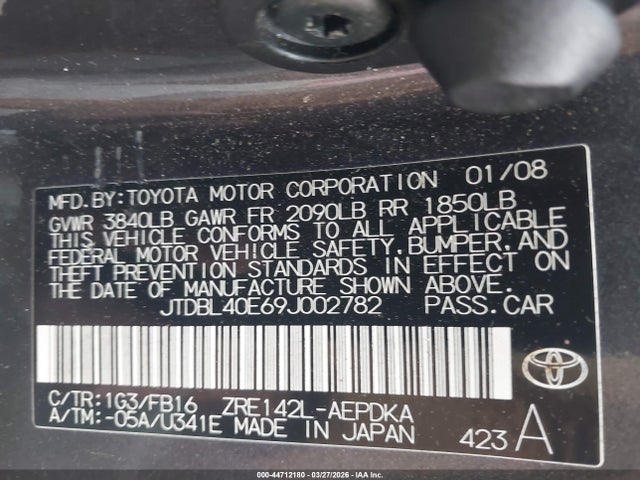 MFD.BY:TOYOTA MOTOR CORPORATION 01/08
GVWR 3840LB GAWR FR 2090LB RR 1850LB
THIS VEHICLE CONFORMS TO ALL APPLICABLE
FEDERAL MOTOR VEHICLE SAFETY,BUMPER,AND
THEFT PREVENTION STANDARDS IN EFFECT ON
THE DATE OF MANUFACTURE SHOWN ABOVE.
JTDBL40E69J002782 PASS.CAR
C/TR:1G3/FB16 ZRE142L-AEPDKA
A/TM:-05A/U341E MADE IN JAPAN 423 A
000-44712180 - 03/27/2026 - IAAI.COM